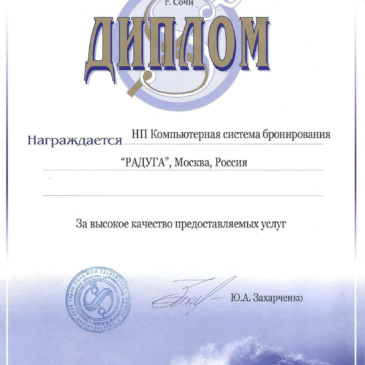 г. Сочи
ДИПЛОМ
Награждается НП Компьютерная система бронирования
"РАДУГА", Москва, Россия
За высокое качество предоставляемых услуг
Ю.А. Захарченко